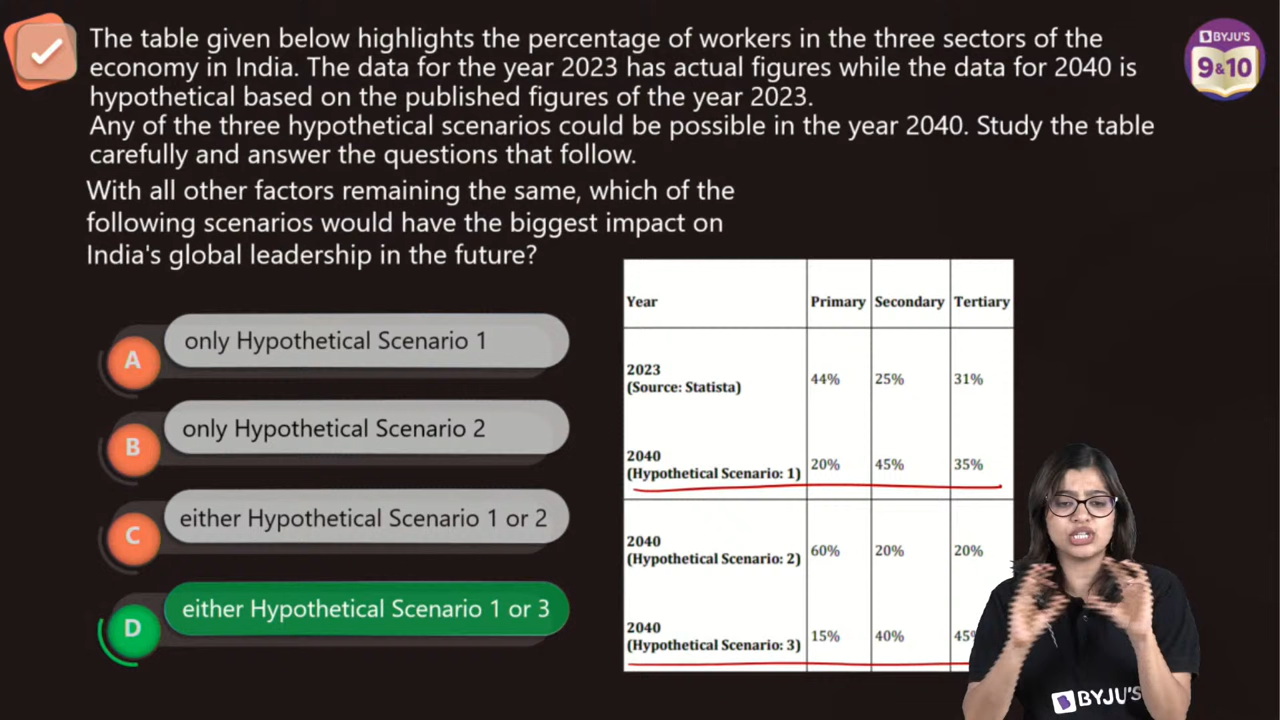 The table given below highlights the percentage of workers in the three sectors of the
economy in India. The data for the year 2023 has actual figures while the data for 2040 is
hypothetical based on the published figures of the year 2023.
Any of the three hypothetical scenarios could be possible in the year 2040. Study the table
carefully and answer the questions that follow.
BYJU'S
9&10
With all other factors remaining the same, which of the
following scenarios would have the biggest impact on
India's global leadership in the future?
A only Hypothetical Scenario 1
B only Hypothetical Scenario 2
C either Hypothetical Scenario 1 or 2
D either Hypothetical Scenario 1 or 3
Year Primary Secondary Tertiary
2023
(Source: Statista) 44% 25% 31%
2040
(Hypothetical Scenario: 1) 20% 45% 35%
2040
(Hypothetical Scenario: 2) 60% 20% 20%
2040
(Hypothetical Scenario: 3) 15% 40% 45%
BYJU'S